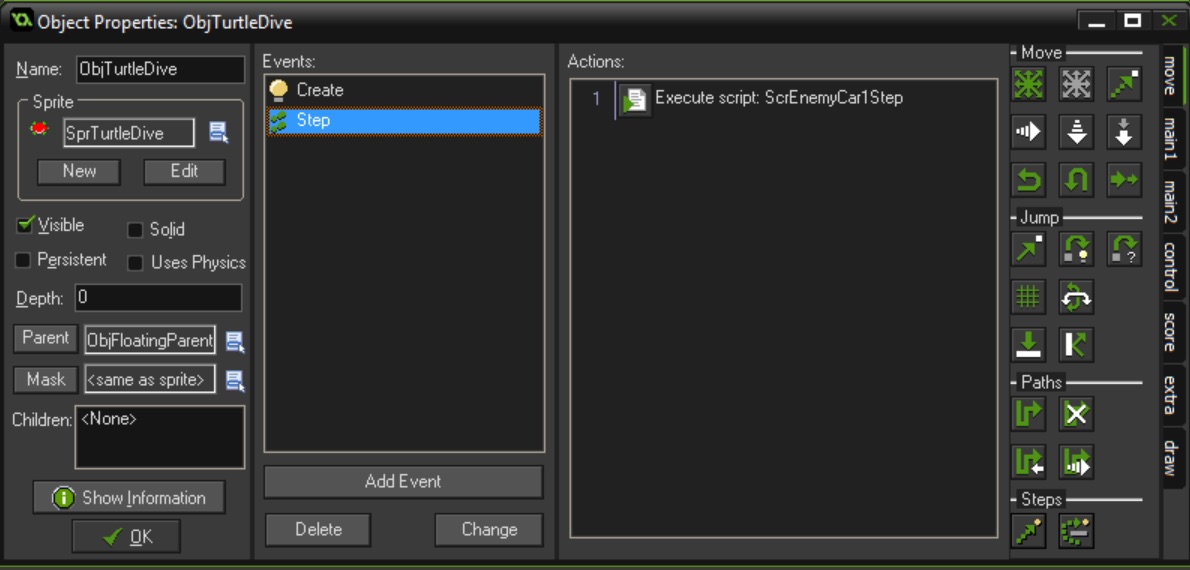 Object Properties: ObjTurtleDive
Name: ObjTurtleDive
Sprite
SprTurtleDive
New Edit
Visible Solid
Persistent Uses Physics
Depth: 0
Parent ObjFloatingParent
Mask <same as sprite>
Children: <None>
Show Information
OK
Events:
Create
Step
Add Event
Delete Change
Actions:
1 Execute script: ScrEnemyCar1Step
Move
Jump
?
Paths
Steps
move
main1
main2
control
score
extra
draw